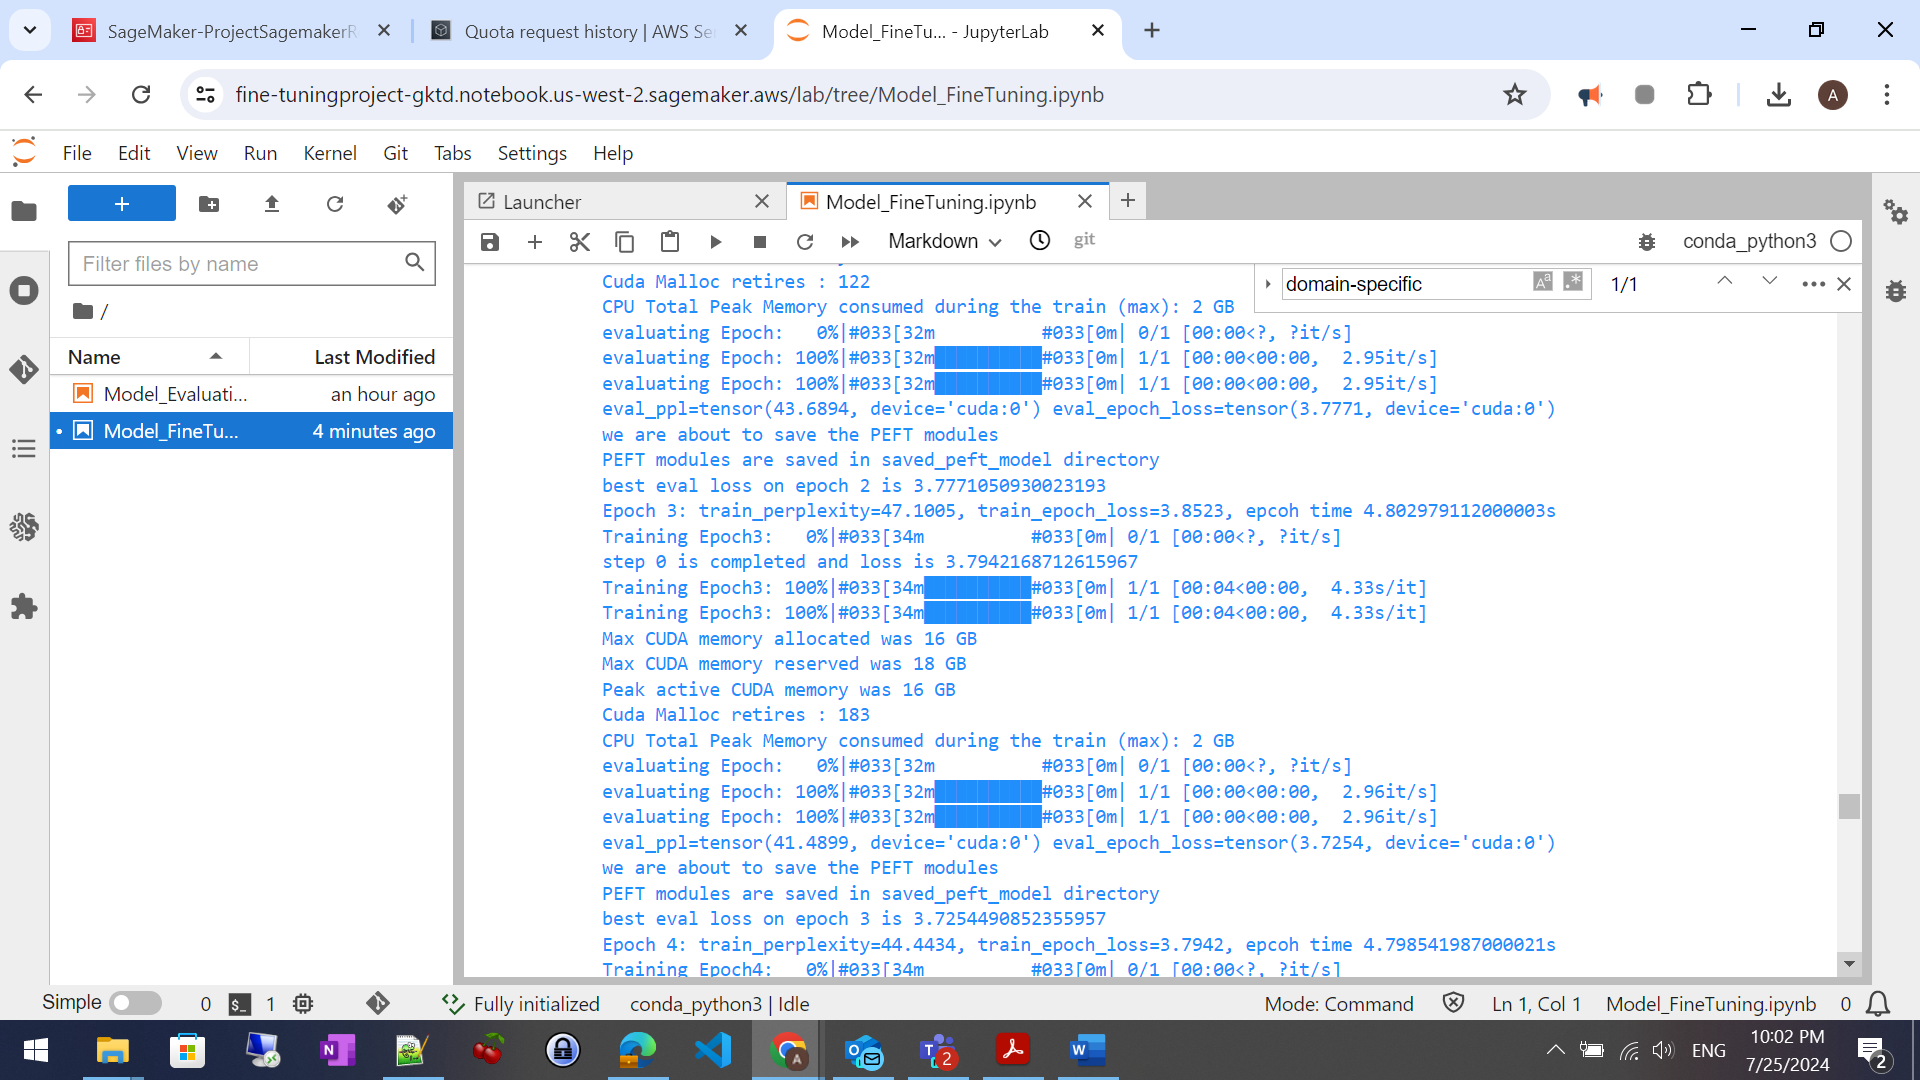 SageMaker-ProjectSagemakerR
Quota request history | AWS Se
Model_FineTu... - JupyterLab
fine-tuningproject-gktd.notebook.us-west-2.sagemaker.aws/lab/tree/Model_FineTuning.ipynb
A
File Edit View Run Kernel Git Tabs Settings Help
Launcher
Model_FineTuning.ipynb
Markdown
git
conda_python3
Filter files by name
/
Name Last Modified
Model_Evaluati... an hour ago
Model_FineTu... 4 minutes ago
domain-specific 1/1
Cuda Malloc retires : 122
CPU Total Peak Memory consumed during the train (max): 2 GB
evaluating Epoch:   0%|#033[32m          #033[0m| 0/1 [00:00<?, ?it/s]
evaluating Epoch: 100%|#033[32m██████████#033[0m| 1/1 [00:00<00:00,  2.95it/s]
evaluating Epoch: 100%|#033[32m██████████#033[0m| 1/1 [00:00<00:00,  2.95it/s]
eval_ppl=tensor(43.6894, device='cuda:0') eval_epoch_loss=tensor(3.7771, device='cuda:0')
we are about to save the PEFT modules
PEFT modules are saved in saved_peft_model directory
best eval loss on epoch 2 is 3.7771050930023193
Epoch 3: train_perplexity=47.1005, train_epoch_loss=3.8523, epcoh time 4.802979112000003s
Training Epoch3:   0%|#033[34m          #033[0m| 0/1 [00:00<?, ?it/s]
step 0 is completed and loss is 3.7942168712615967
Training Epoch3: 100%|#033[34m██████████#033[0m| 1/1 [00:04<00:00,  4.33s/it]
Training Epoch3: 100%|#033[34m██████████#033[0m| 1/1 [00:04<00:00,  4.33s/it]
Max CUDA memory allocated was 16 GB
Max CUDA memory reserved was 18 GB
Peak active CUDA memory was 16 GB
Cuda Malloc retires : 183
CPU Total Peak Memory consumed during the train (max): 2 GB
evaluating Epoch:   0%|#033[32m          #033[0m| 0/1 [00:00<?, ?it/s]
evaluating Epoch: 100%|#033[32m██████████#033[0m| 1/1 [00:00<00:00,  2.96it/s]
evaluating Epoch: 100%|#033[32m██████████#033[0m| 1/1 [00:00<00:00,  2.96it/s]
eval_ppl=tensor(41.4899, device='cuda:0') eval_epoch_loss=tensor(3.7254, device='cuda:0')
we are about to save the PEFT modules
PEFT modules are saved in saved_peft_model directory
best eval loss on epoch 3 is 3.7254490852355957
Epoch 4: train_perplexity=44.4434, train_epoch_loss=3.7942, epcoh time 4.798541987000021s
Training Epoch4:   0%|#033[34m          #033[0m| 0/1 [00:00<?, ?it/s]
Simple 0 1 Fully initialized conda_python3 | Idle Mode: Command Ln 1, Col 1 Model_FineTuning.ipynb 0
ENG
10:02 PM
7/25/2024
2
2